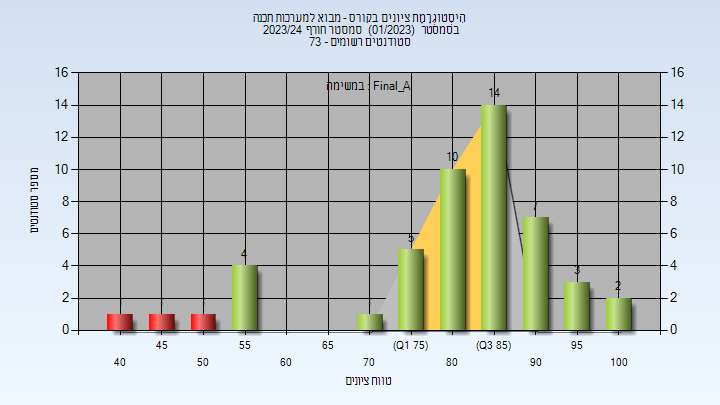 היסטוגרמת ציונים בקורס - מבוא למערכות תכנה
בסמסטר (01/2023) סמסטר חורף 2023/24
סטודנטים רשומים - 73
במשימה : Final_A
16 16
14 14
12 12
10 10
8 8
6 6
4 4
2 2
0 0
מספר סטודנטים
4
5
10
14
7
3
2
45 55 65 (Q1 75) (Q3 85) 95
40 50 60 70 80 90 100
טווח ציונים